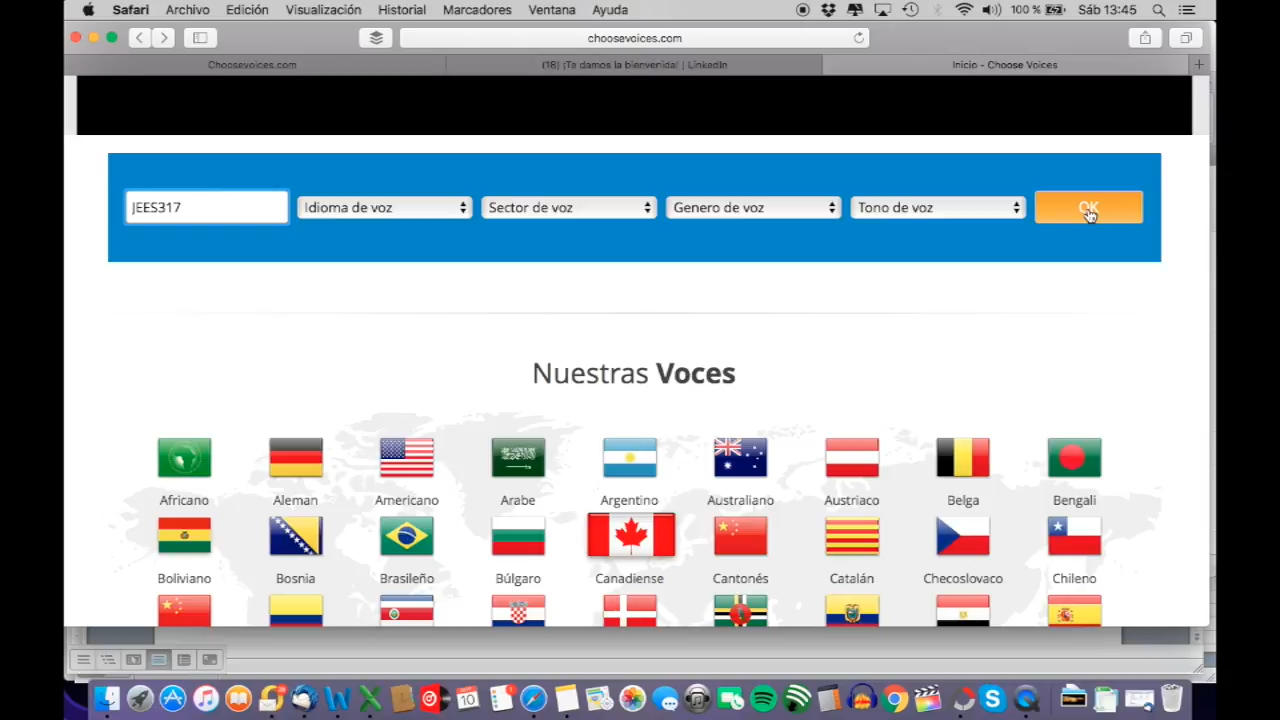 Safari Archivo Edición Visualización Historial Marcadores Ventana Ayuda 100 % Sáb 13:45
choosevoices.com
Choosevoices.com (18) ¡Te damos la bienvenida! | LinkedIn Inicio - Choose Voices
JEES317 Idioma de voz Sector de voz Genero de voz Tono de voz OK
Nuestras Voces
Africano Aleman Americano Arabe Argentino Australiano Austriaco Belga Bengali
Boliviano Bosnia Brasileño Búlgaro Canadiense Cantonés Catalán Checoslovaco Chileno